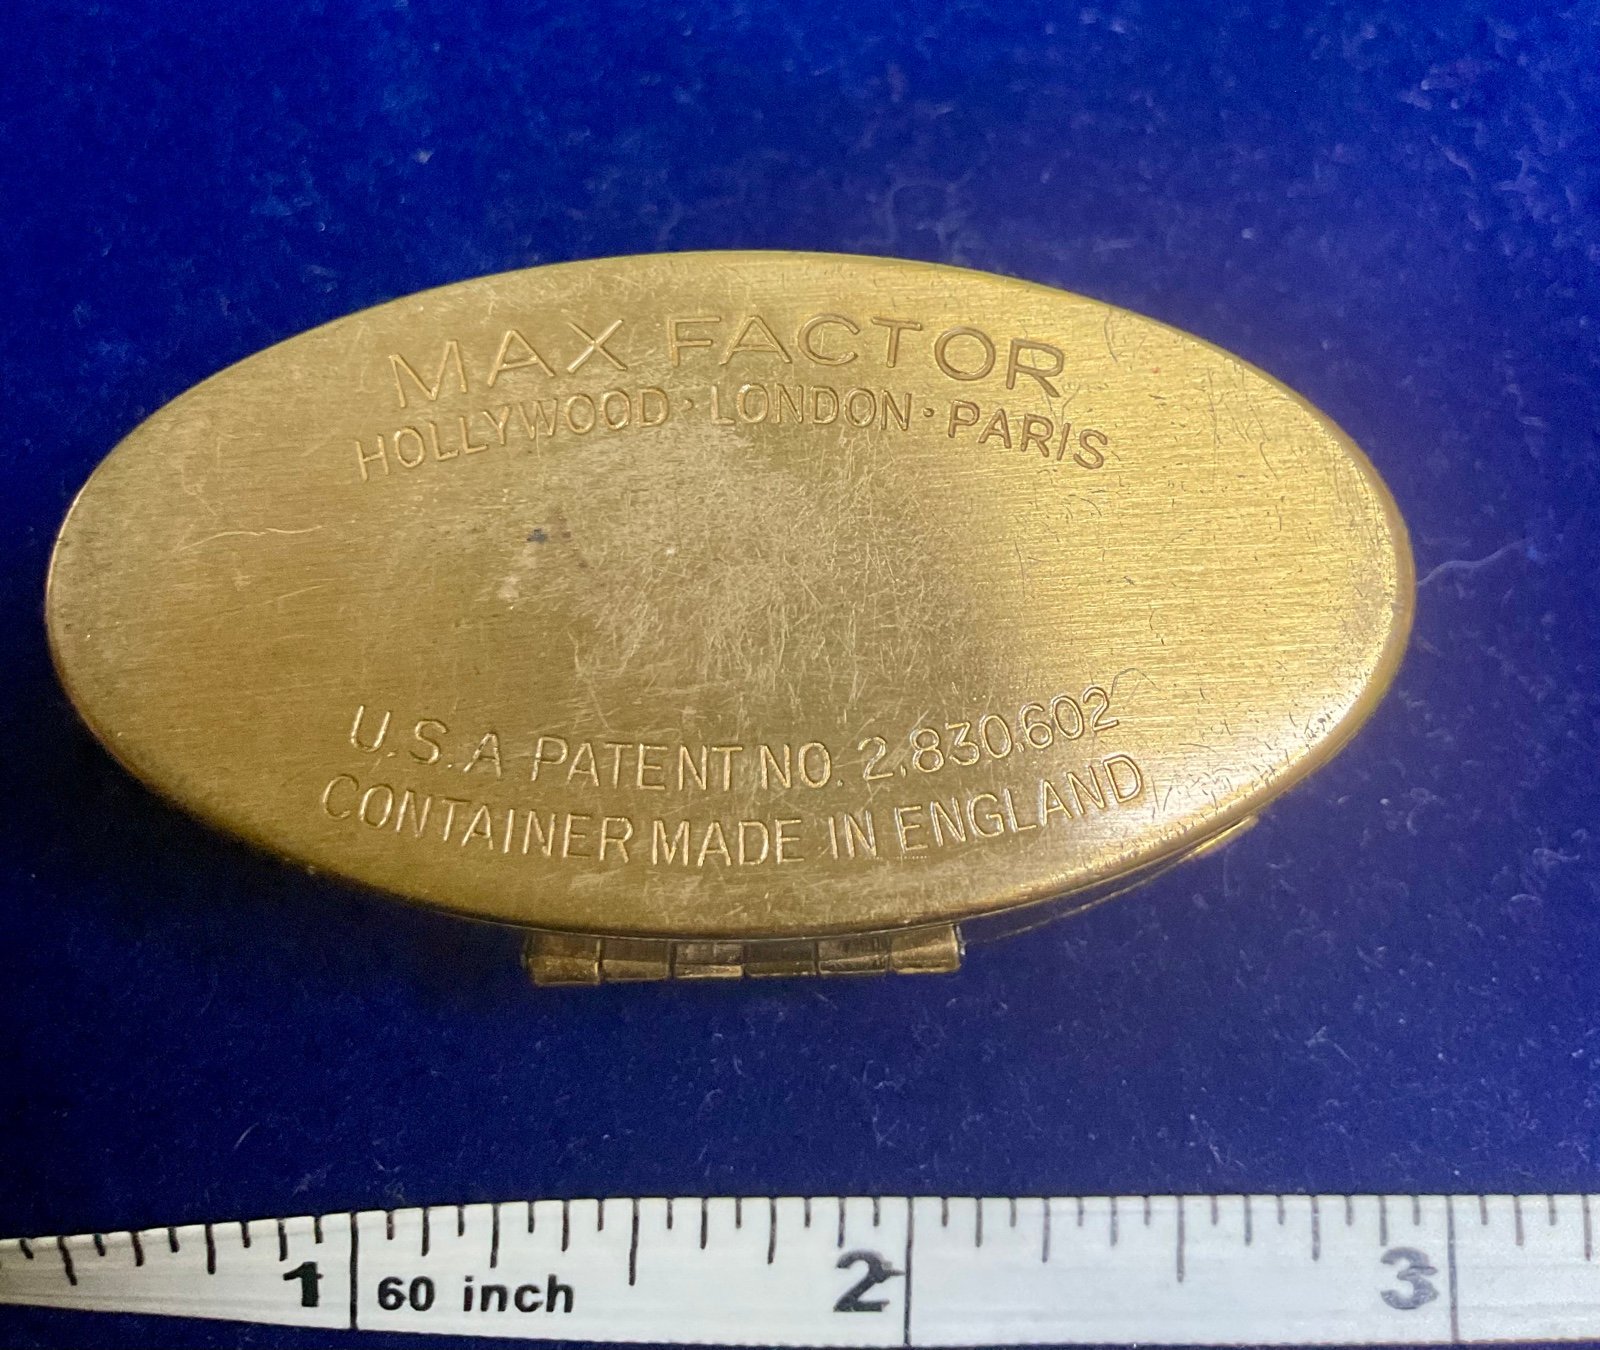 MAX FACTOR
HOLLYWOOD · LONDON · PARIS
U.S.A PATENT NO. 2,830,602
CONTAINER MADE IN ENGLAND
1 60 inch 2 3